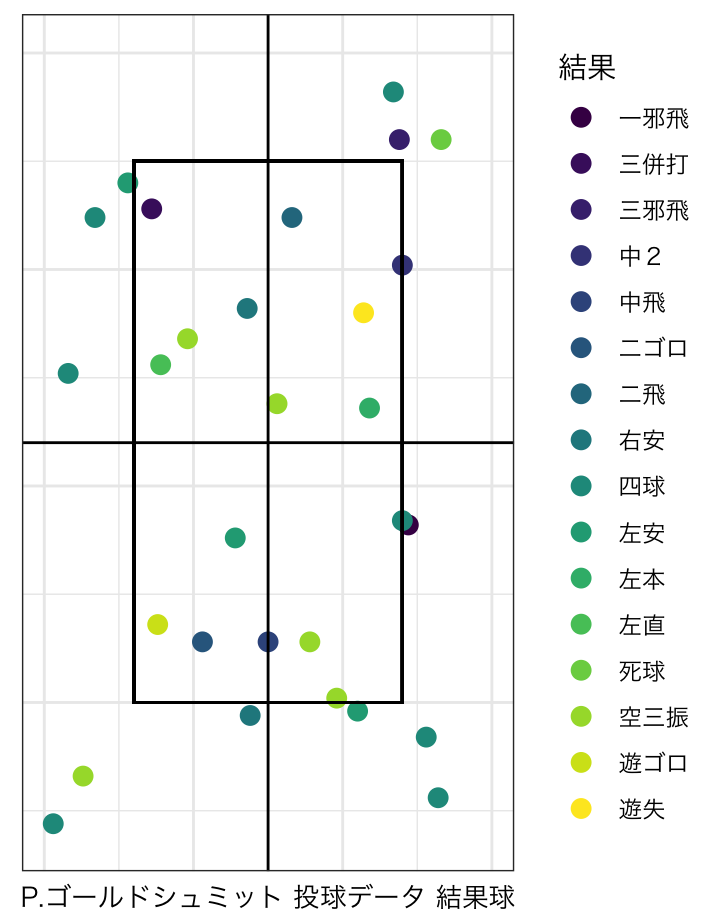 結果
一邪飛
三併打
三邪飛
中２
中飛
二ゴロ
二飛
右安
四球
左安
左本
左直
死球
空三振
遊ゴロ
遊失
P.ゴールドシュミット 投球データ 結果球